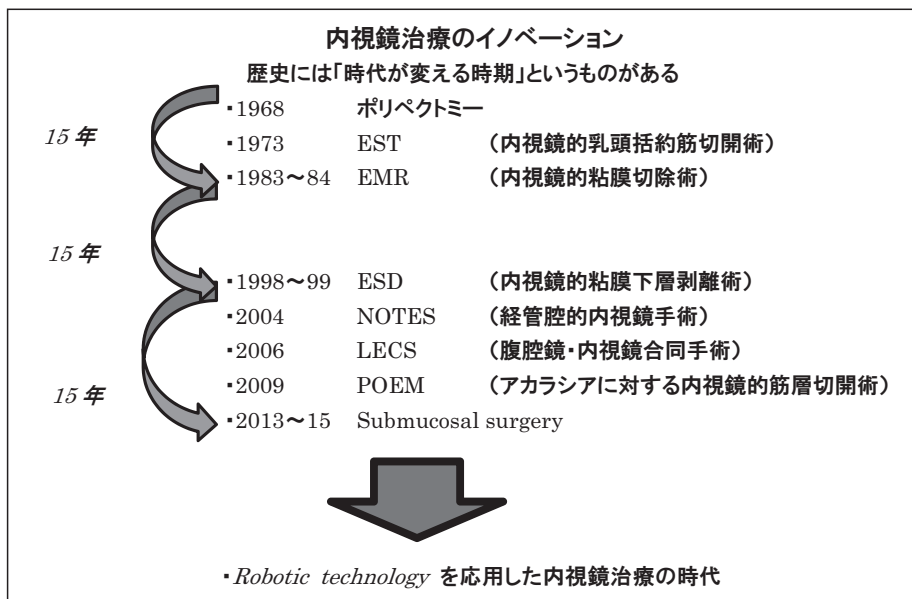 内視鏡治療のイノベーション
歴史には「時代が変える時期」というものがある
・1968 ポリペクトミー
15年
・1973 EST （内視鏡的乳頭括約筋切開術）
・1983～84 EMR （内視鏡的粘膜切除術）
15年
・1998～99 ESD （内視鏡的粘膜下層剥離術）
・2004 NOTES （経管腔的内視鏡手術）
・2006 LECS （腹腔鏡・内視鏡合同手術）
・2009 POEM （アカラシアに対する内視鏡的筋層切開術）
15年
・2013～15 Submucosal surgery
・Robotic technology を応用した内視鏡治療の時代